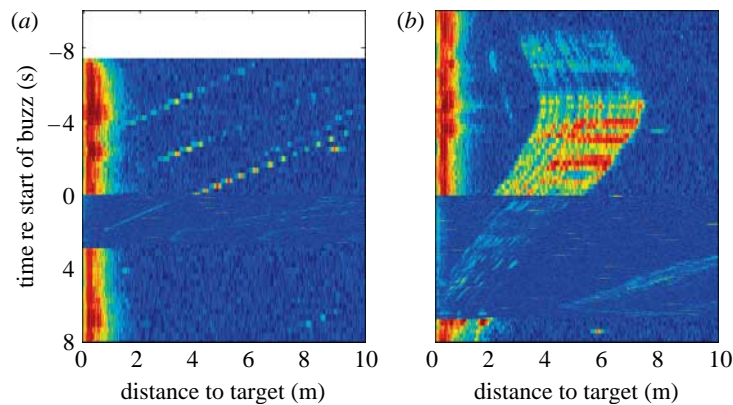 (a)
(b)
time re start of buzz (s)
−8
−4
0
4
8
0 2 4 6 8 10
0 2 4 6 8 10
distance to target (m)
distance to target (m)